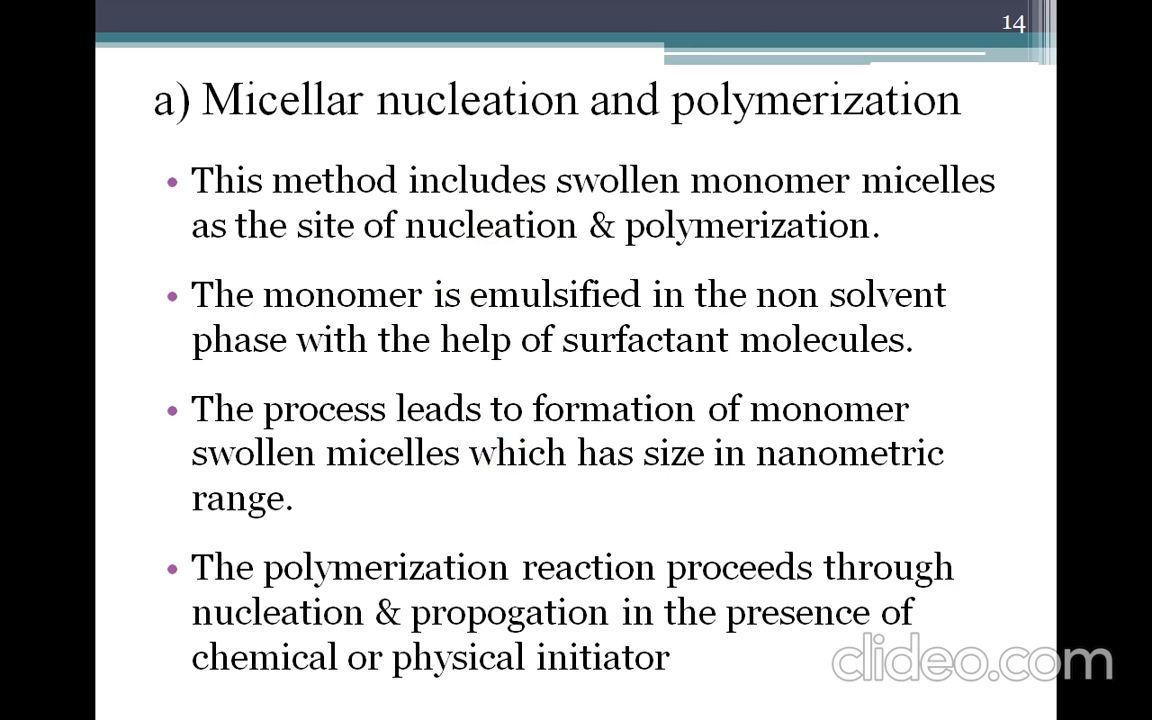 14
a) Micellar nucleation and polymerization
• This method includes swollen monomer micelles
as the site of nucleation & polymerization.
• The monomer is emulsified in the non solvent
phase with the help of surfactant molecules.
• The process leads to formation of monomer
swollen micelles which has size in nanometric
range.
• The polymerization reaction proceeds through
nucleation & propogation in the presence of
chemical or physical initiator
clideo.com